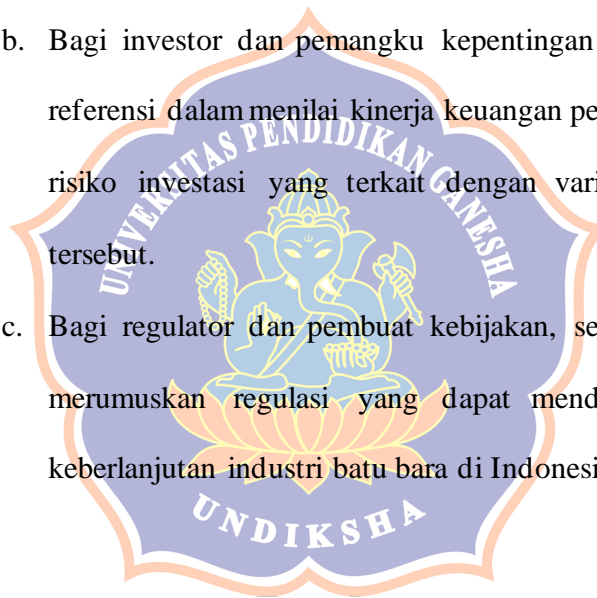 b. Bagi investor dan pemangku kepentingan
referensi dalam menilai kinerja keuangan pe
risiko investasi yang terkait dengan vari
tersebut.
c. Bagi regulator dan pembuat kebijakan, se
merumuskan regulasi yang dapat mend
keberlanjutan industri batu bara di Indonesi
UNIVERSITAS PENDIDIKAN GANESHA
UNDIKSHA